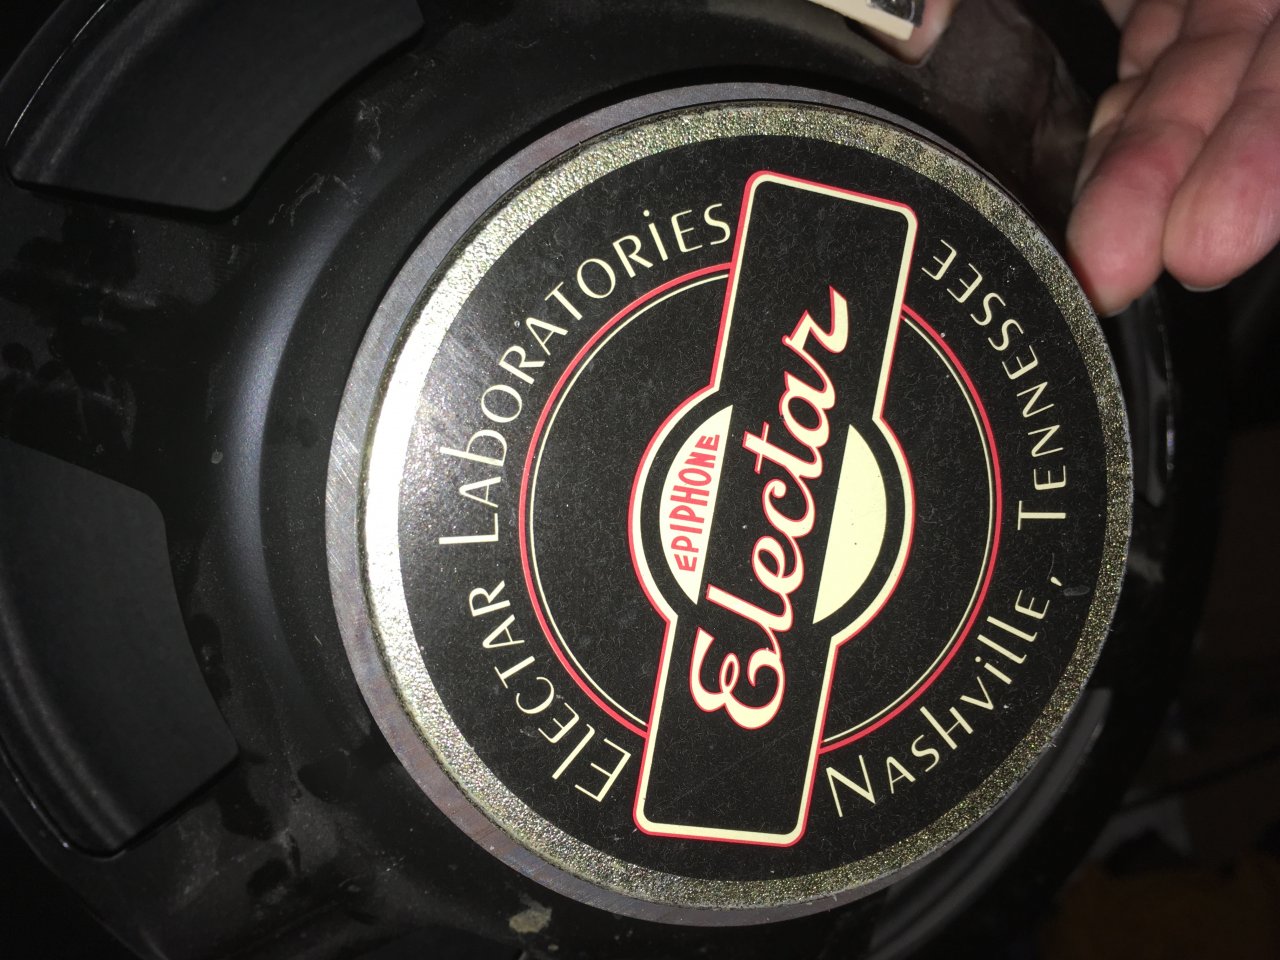 Electar Laboratories
EPIPHONE
Electar
Nashville, Tennessee